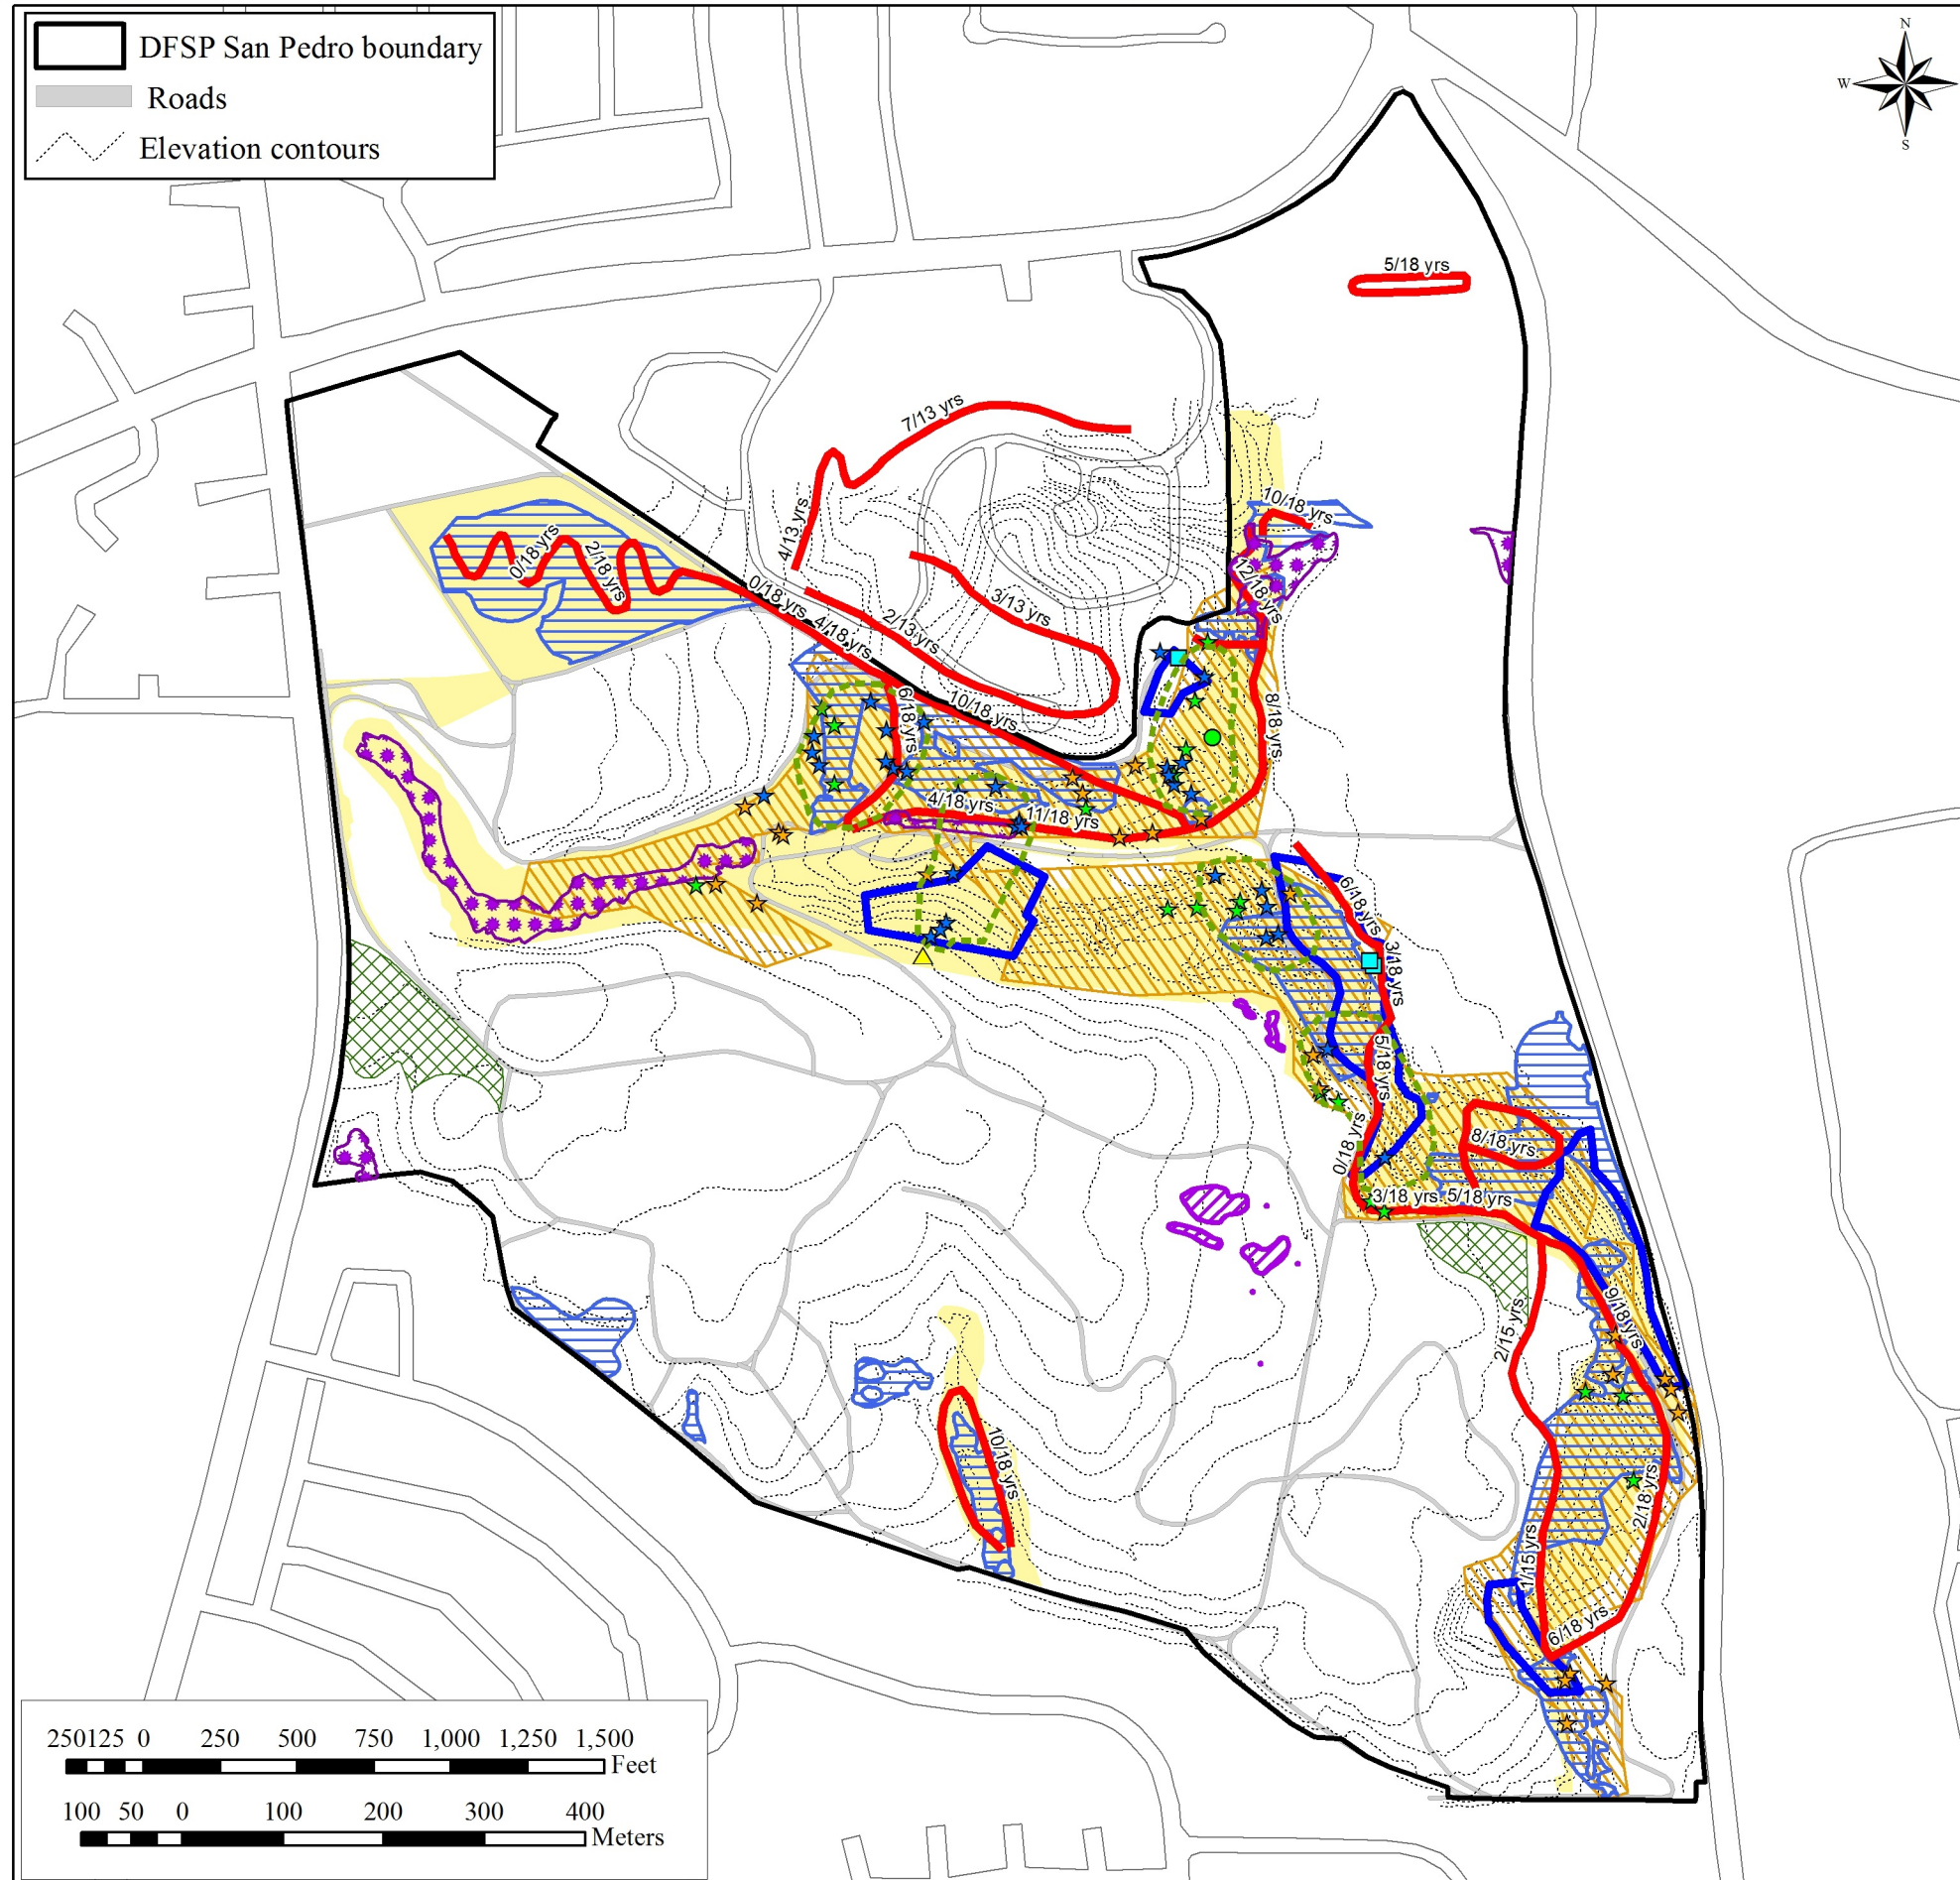 DFSP San Pedro boundary
Roads
Elevation contours
N
W
S
5/18 yrs
7/13 yrs
4/13 yrs
10/18 yrs
0/18 yrs
2/18 yrs
12/18 yrs
0/18 yrs
3/13 yrs
4/18 yrs
2/13 yrs
6/18 yrs
10/18 yrs
8/18 yrs
4/18 yrs
11/18 yrs
6/18 yrs
3/18 yrs
5/18 yrs
0/18 yrs
8/18 yrs
3/18 yrs
5/18 yrs
9/18 yrs
2/15 yrs
10/18 yrs
2/18 yrs
1/15 yrs
6/18 yrs
250 125 0 250 500 750 1,000 1,250 1,500
Feet
100 50 0 100 200 300 400
Meters